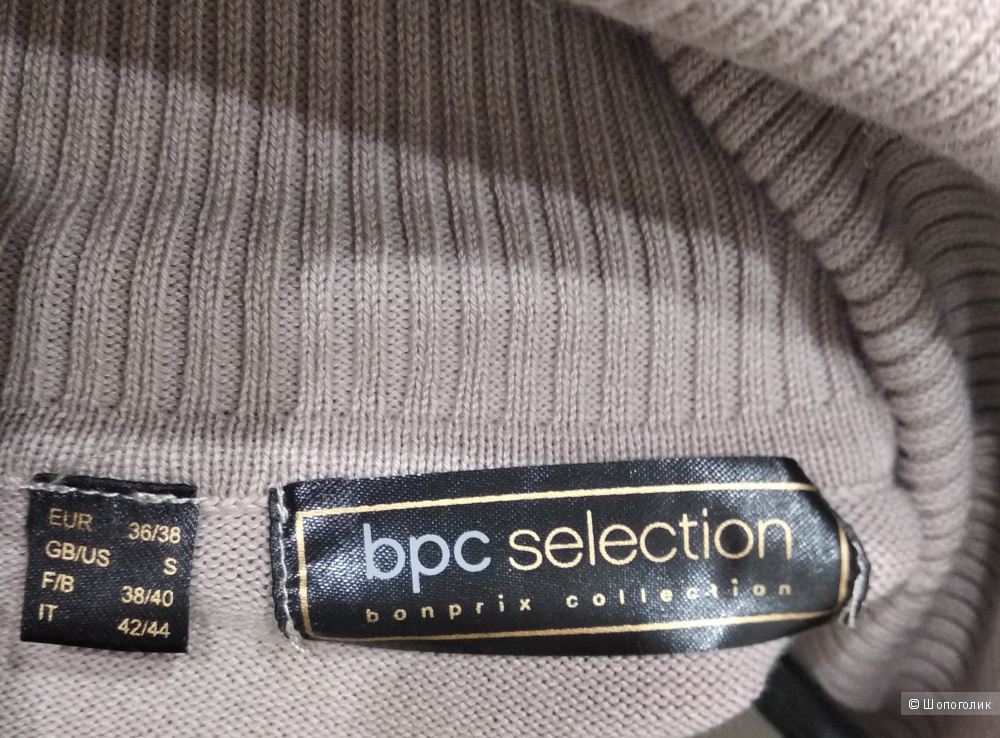 EUR 36/38
GB/US S
F/B 38/40
IT 42/44
bpc selection
bonprix collection
© Шопоголик